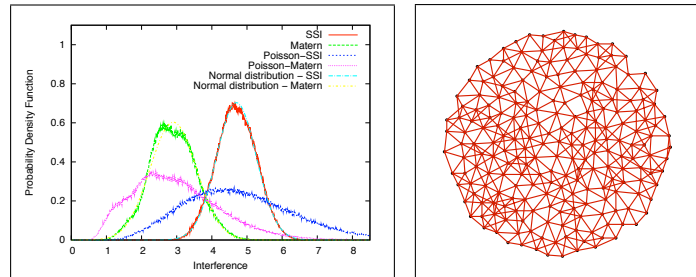 SSI
Matern
Poisson-SSI
Poisson-Matern
Normal distribution - SSI
Normal distribution - Matern
Probability Density Function
1
0.8
0.6
0.4
0.2
0
0 1 2 3 4 5 6 7 8
Interference